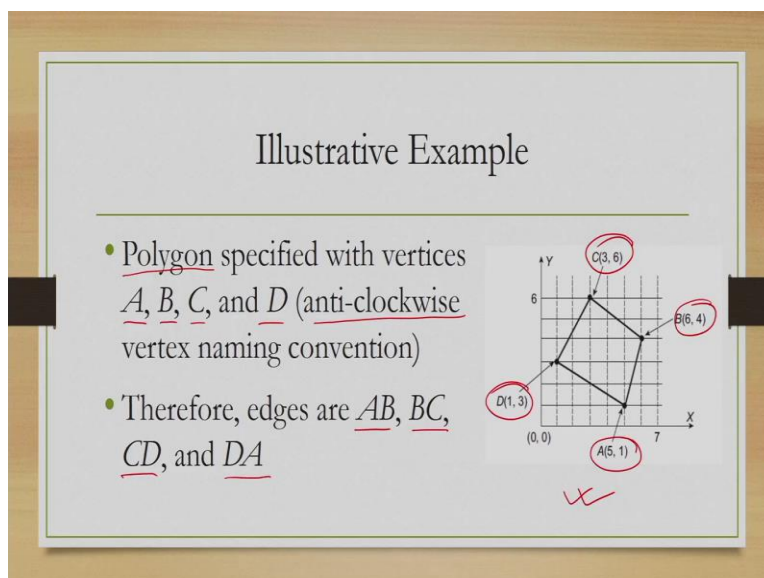 Illustrative Example
• Polygon specified with vertices
A, B, C, and D (anti-clockwise
vertex naming convention)
• Therefore, edges are AB, BC,
CD, and DA
Y
C(3, 6)
6
B(6, 4)
D(1, 3)
X
(0, 0)
7
A(5, 1)